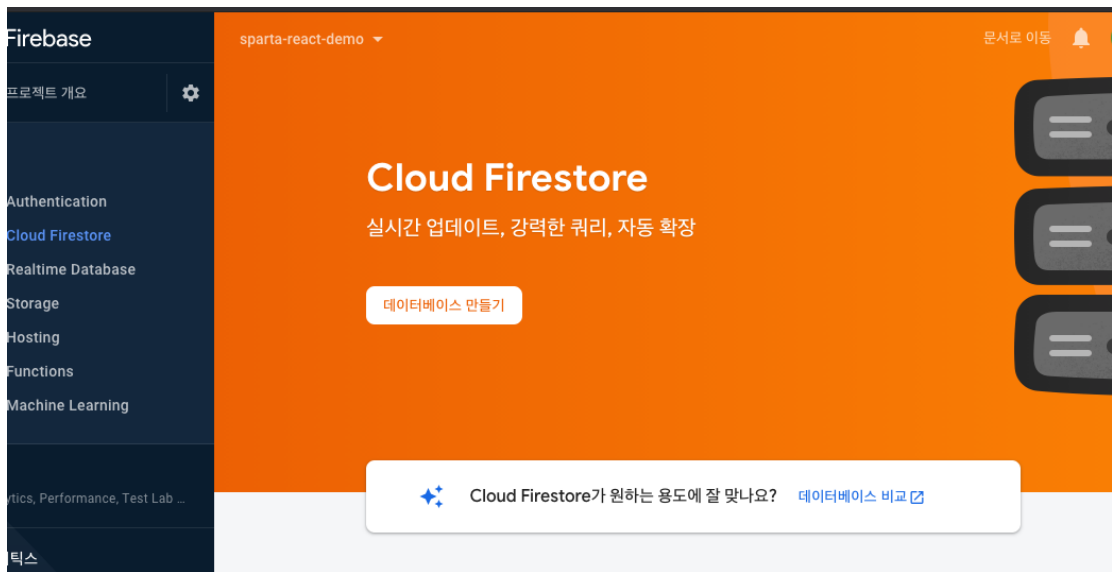 Firebase
sparta-react-demo
문서로 이동
프로젝트 개요
Authentication
Cloud Firestore
Realtime Database
Storage
Hosting
Functions
Machine Learning
ytics, Performance, Test Lab ...
틱스
Cloud Firestore
실시간 업데이트, 강력한 쿼리, 자동 확장
데이터베이스 만들기
Cloud Firestore가 원하는 용도에 잘 맞나요? 데이터베이스 비교